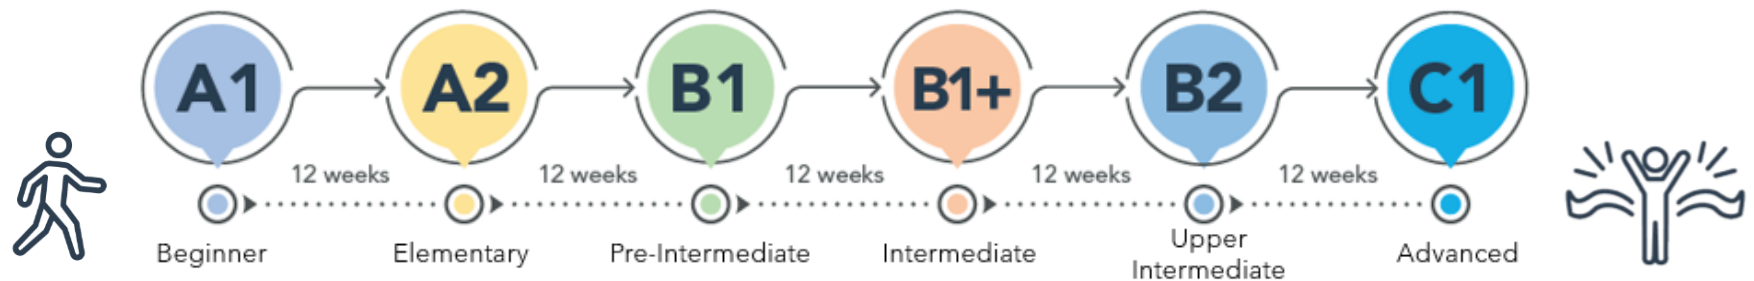 A1
A2
B1
B1+
B2
C1
12 weeks
12 weeks
12 weeks
12 weeks
12 weeks
Beginner
Elementary
Pre-Intermediate
Intermediate
Upper
Intermediate
Advanced